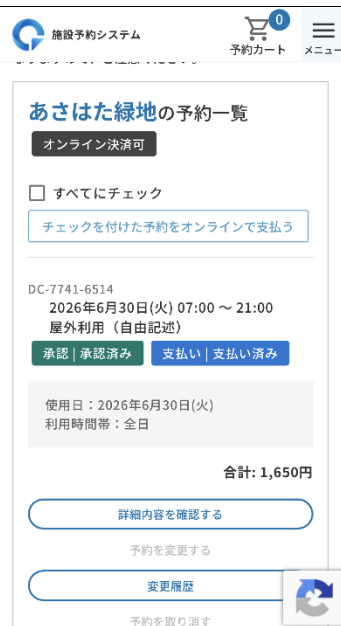 施設予約システム
0
予約カート
メニュー
あさはた緑地の予約一覧
オンライン決済可
すべてにチェック
チェックを付けた予約をオンラインで支払う
DC-7741-6514
2026年6月30日(火) 07:00 ～ 21:00
屋外利用（自由記述）
承認 | 承認済み
支払い | 支払い済み
使用日：2026年6月30日(火)
利用時間帯：全日
合計: 1,650円
詳細内容を確認する
予約を変更する
変更履歴
予約を取り消す